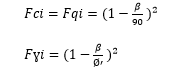 Fci = Fqi = (1 − β/90)²
Fγi = (1 − β/Ø′)²